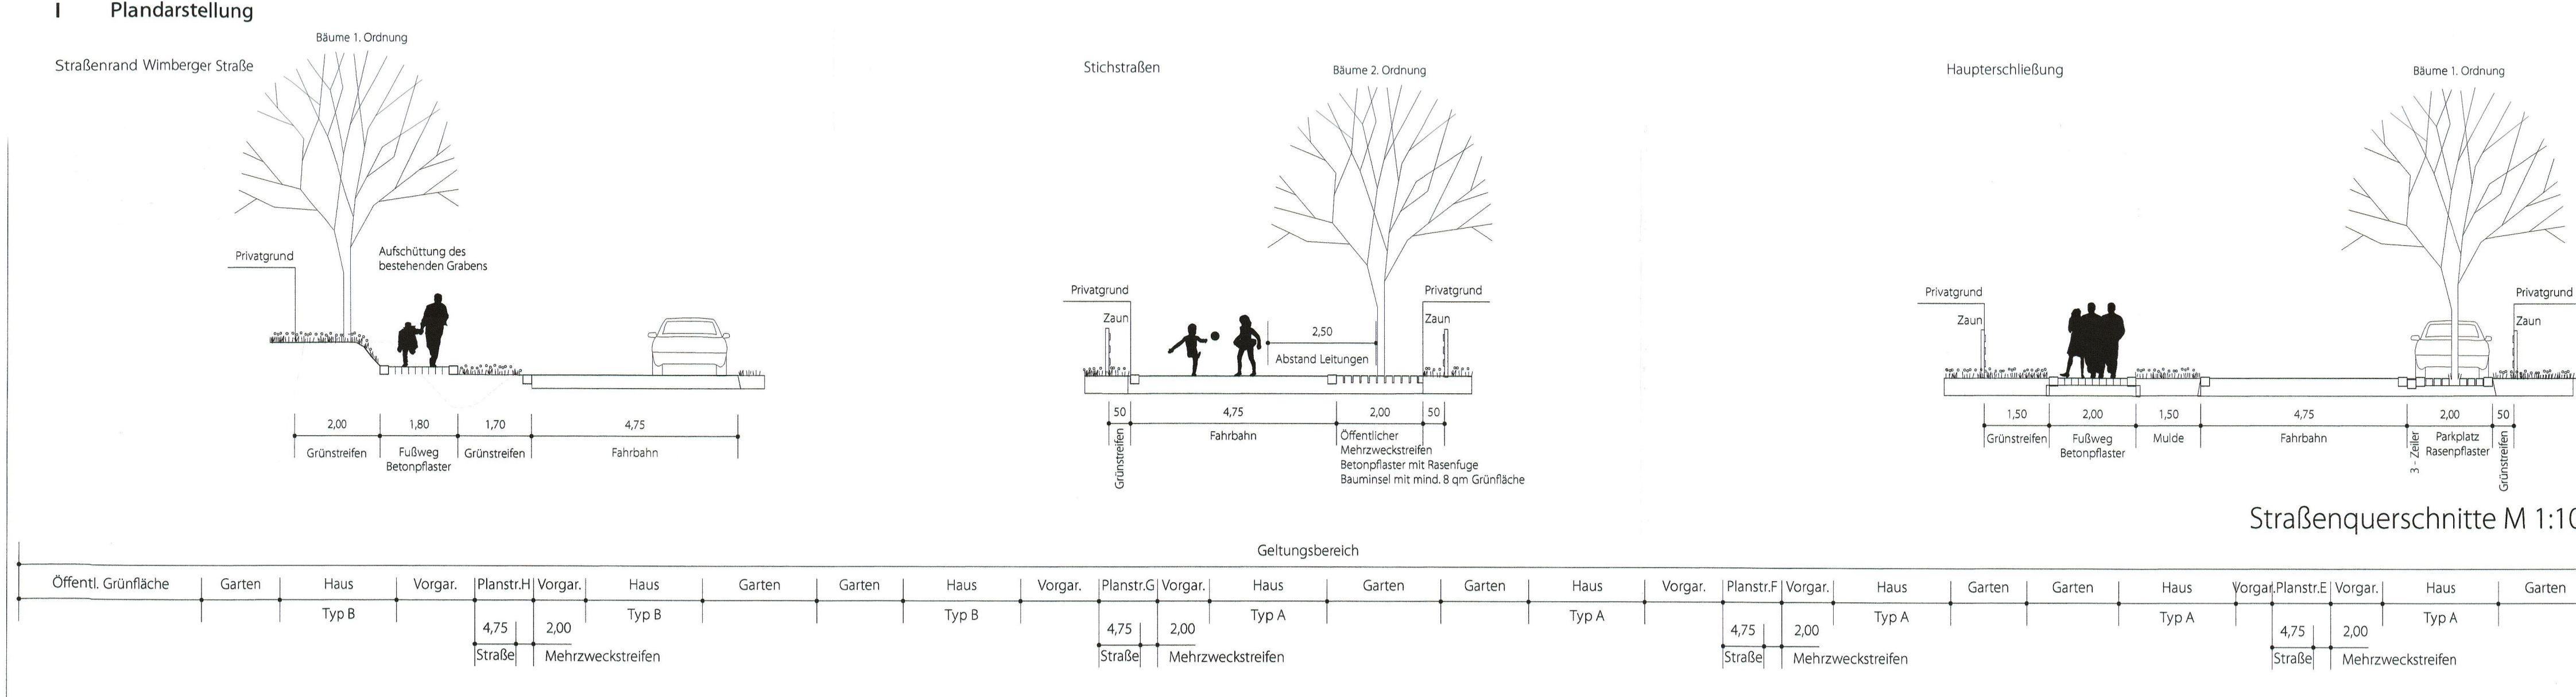 I Plandarstellung
Straßenrand Wimberger Straße
Bäume 1. Ordnung
Privatgrund
Aufschüttung des
bestehenden Grabens
2,00 1,80 1,70 4,75
Grünstreifen Fußweg Grünstreifen Fahrbahn
Betonpflaster
Stichstraßen
Bäume 2. Ordnung
Privatgrund Privatgrund
Zaun Zaun
2,50
Abstand Leitungen
50 4,75 2,00 50
Grünstreifen
Fahrbahn
Öffentlicher
Mehrzweckstreifen
Betonpflaster mit Rasenfuge
Bauminsel mit mind. 8 qm Grünfläche
Haupterschließung
Bäume 1. Ordnung
Privatgrund Privatgrund
Zaun Zaun
1,50 2,00 1,50 4,75 2,00 50
Grünstreifen Fußweg Mulde Fahrbahn Parkplatz
Betonpflaster Rasenpflaster
3 - Zeiler
Grünstreifen
Straßenquerschnitte M 1:10
Geltungsbereich
Öffentl. Grünfläche Garten Haus Vorgar. Planstr.H Vorgar. Haus Garten Garten Haus Vorgar. Planstr.G Vorgar. Haus Garten Garten Haus Vorgar. Planstr.F Vorgar. Haus Garten Garten Haus Vorgar. Planstr.E Vorgar. Haus Garten
Typ B Typ B Typ B Typ A Typ A Typ A Typ A Typ A
4,75 2,00 4,75 2,00 4,75 2,00 4,75 2,00
Straße Mehrzweckstreifen Straße Mehrzweckstreifen Straße Mehrzweckstreifen Straße Mehrzweckstreifen